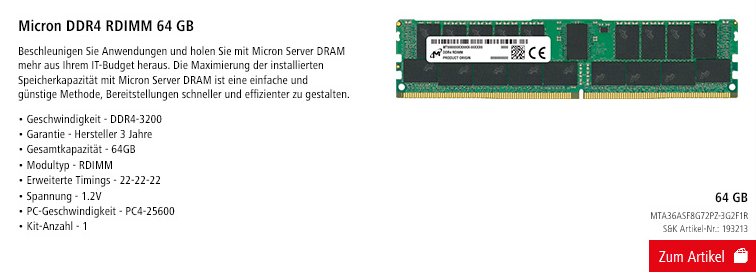 Micron DDR4 RDIMM 64 GB
Beschleunigen Sie Anwendungen und holen Sie mit Micron Server DRAM
mehr aus Ihrem IT-Budget heraus. Die Maximierung der installierten
Speicherkapazität mit Micron Server DRAM ist eine einfache und
günstige Methode, Bereitstellungen schneller und effizienter zu gestalten.
• Geschwindigkeit - DDR4-3200
• Garantie - Hersteller 3 Jahre
• Gesamtkapazität - 64GB
• Modultyp - RDIMM
• Erweiterte Timings - 22-22-22
• Spannung - 1.2V
• PC-Geschwindigkeit - PC4-25600
• Kit-Anzahl - 1
Micron
DDR4 RDIMM
PRODUCT ORIGIN
64 GB
MTA36ASF8G72PZ-3G2F1R
S&K Artikel-Nr.: 193213
Zum Artikel